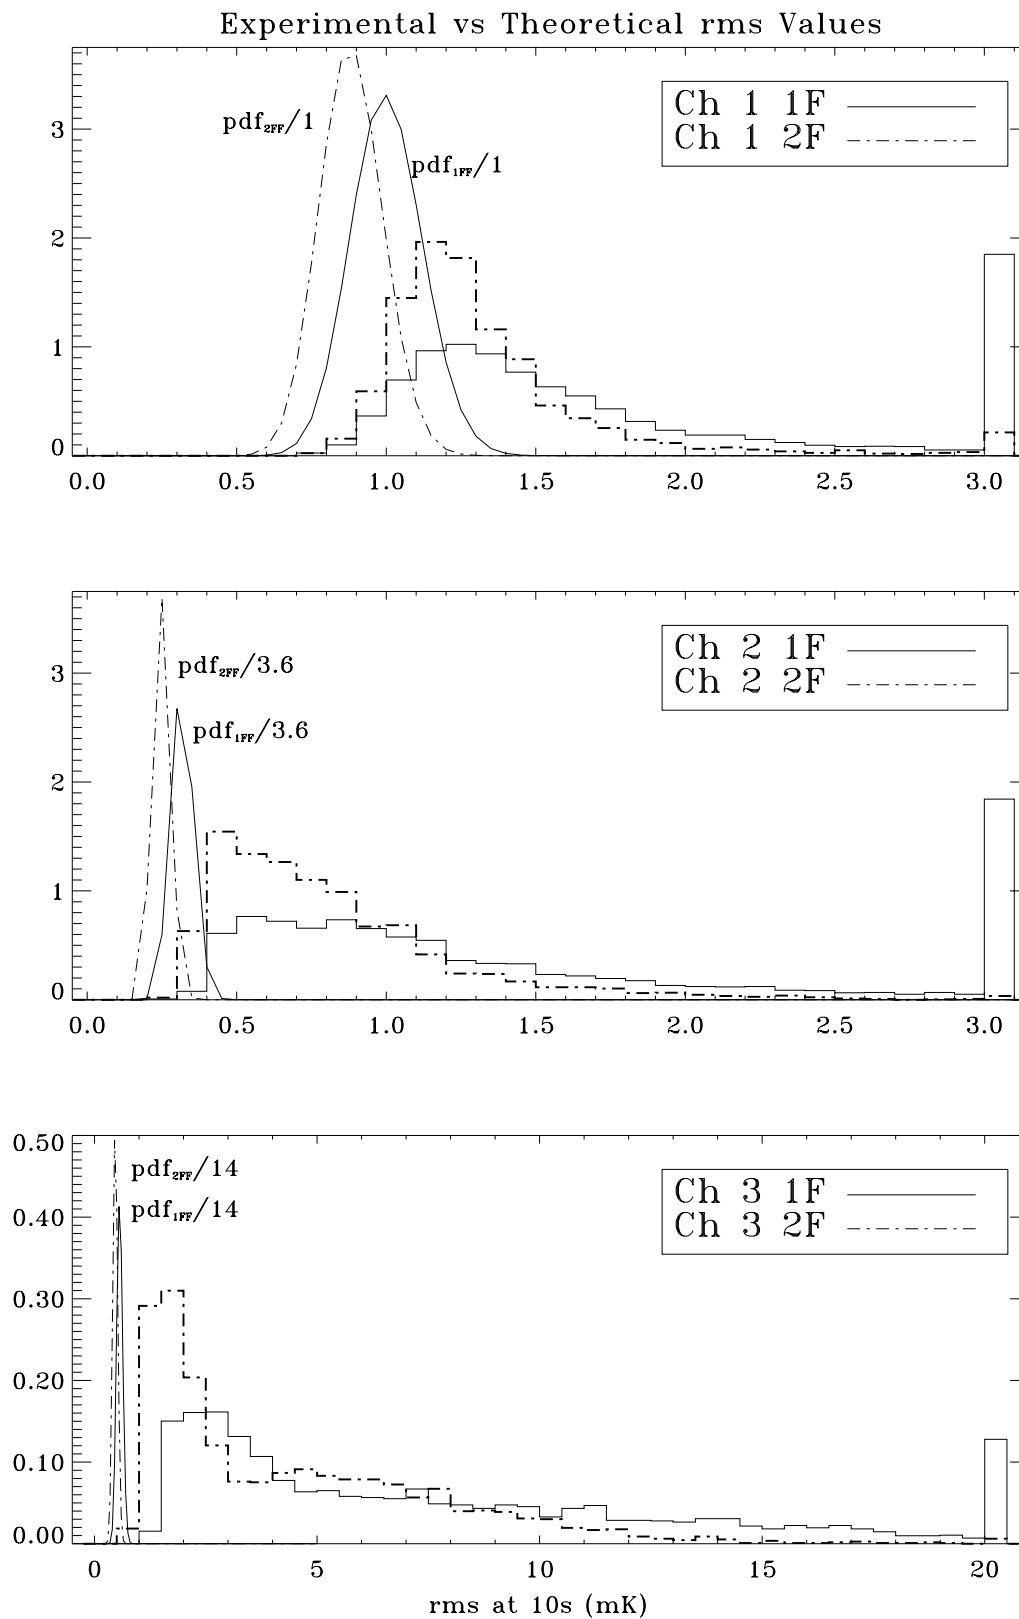 Experimental vs Theoretical rms Values
pdf2FF/1
pdf1FF/1
Ch 1 1F
Ch 1 2F
3
2
1
0
0.0 0.5 1.0 1.5 2.0 2.5 3.0
pdf2FF/3.6
pdf1FF/3.6
Ch 2 1F
Ch 2 2F
3
2
1
0
0.0 0.5 1.0 1.5 2.0 2.5 3.0
pdf2FF/14
pdf1FF/14
Ch 3 1F
Ch 3 2F
0.50
0.40
0.30
0.20
0.10
0.00
0 5 10 15 20
rms at 10s (mK)